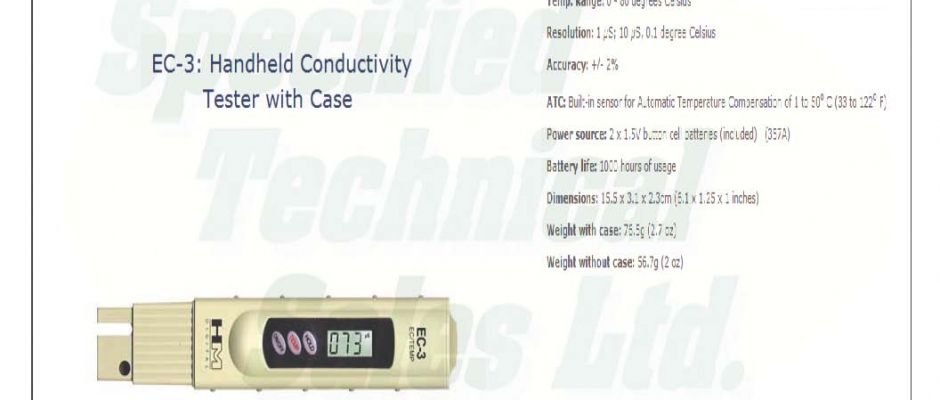 Temp. Range: 0 - 80 degrees Celsius
Resolution: 1 µS; 10 µS, 0.1 degree Celsius
EC-3: Handheld Conductivity
Tester with Case
Accuracy: +/- 2%
ATC: Built-in sensor for Automatic Temperature Compensation of 1 to 50⁰ C (33 to 122⁰ F)
Power source: 2 x 1.5V button cell batteries (included) (357A)
Battery life: 1000 hours of usage
Dimensions: 15.5 x 3.1 x 2.3cm (6.1 x 1.25 x 1 inches)
Weight with case: 76.5g (2.7 oz)
Weight without case: 56.7g (2 oz)
Specified
Technical
Sales Ltd.
HM
DIGITAL
HOLD
073
EC-3
EC/TEMP